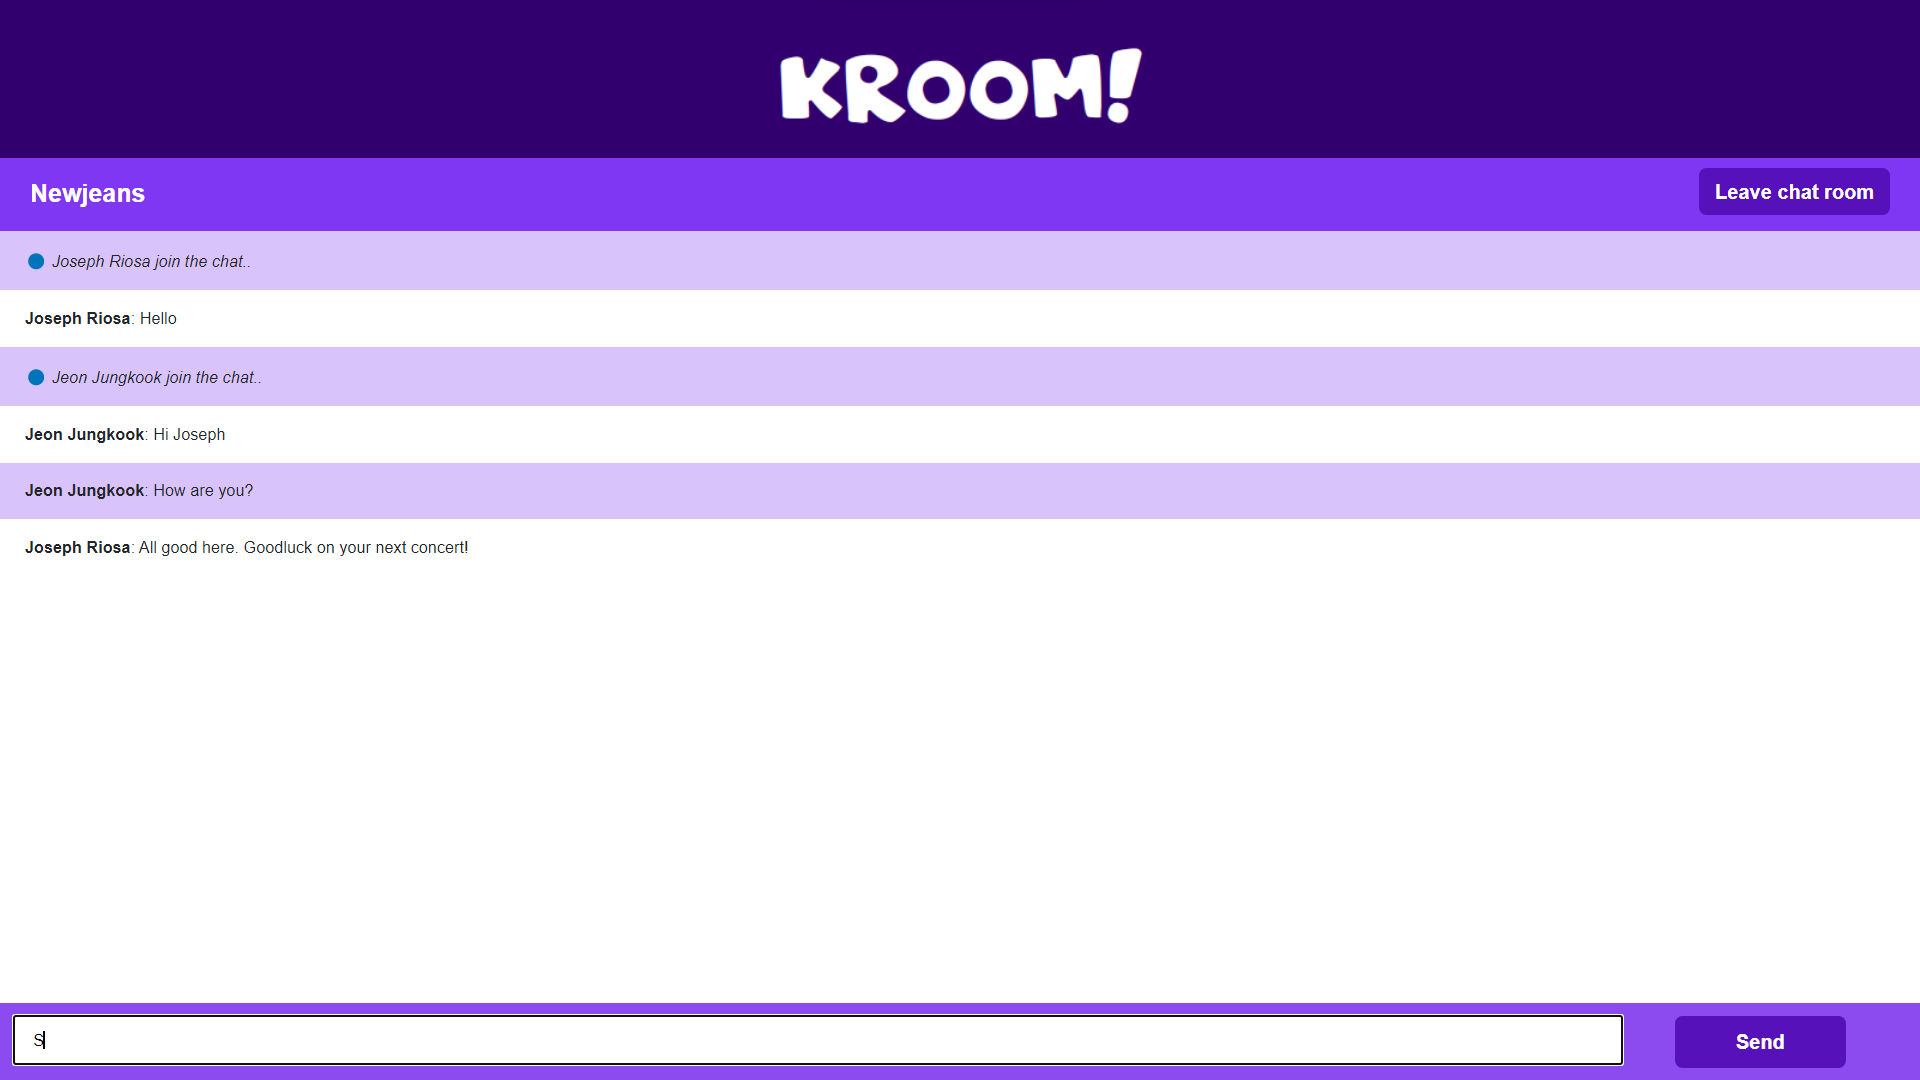 KROOM!
Newjeans
Leave chat room
Joseph Riosa join the chat..
Joseph Riosa: Hello
Jeon Jungkook join the chat..
Jeon Jungkook: Hi Joseph
Jeon Jungkook: How are you?
Joseph Riosa: All good here. Goodluck on your next concert!
S
Send